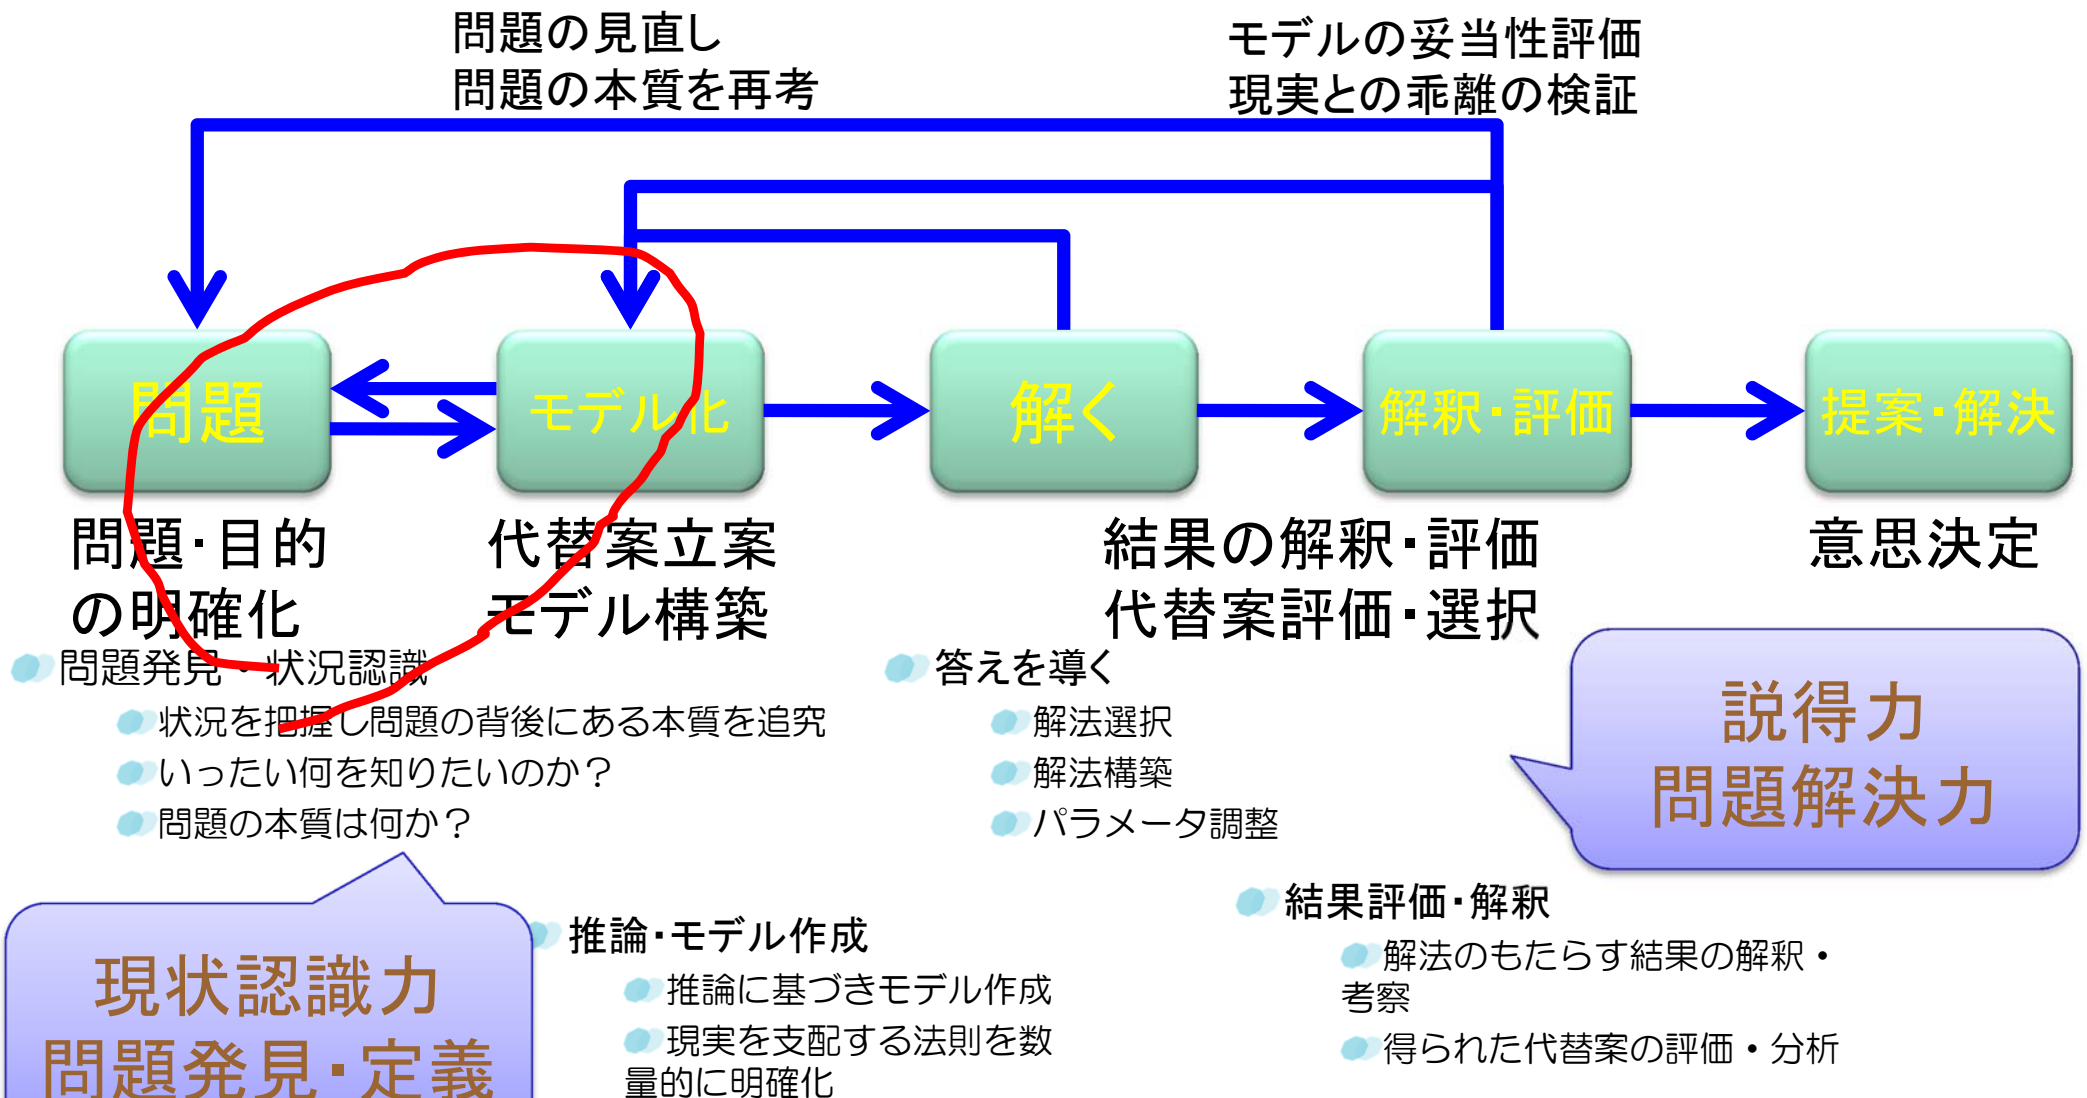 問題の見直し
問題の本質を再考
モデルの妥当性評価
現実との乖離の検証
問題
モデル化
解く
解釈・評価
提案・解決
問題・目的
の明確化
代替案立案
モデル構築
結果の解釈・評価
代替案評価・選択
意思決定
問題発見・状況認識
状況を把握し問題の背後にある本質を追究
いったい何を知りたいのか？
問題の本質は何か？
答えを導く
解法選択
解法構築
パラメータ調整
説得力
問題解決力
現状認識力
問題発見・定義
推論・モデル作成
推論に基づきモデル作成
現実を支配する法則を数
量的に明確化
結果評価・解釈
解法のもたらす結果の解釈・
考察
得られた代替案の評価・分析